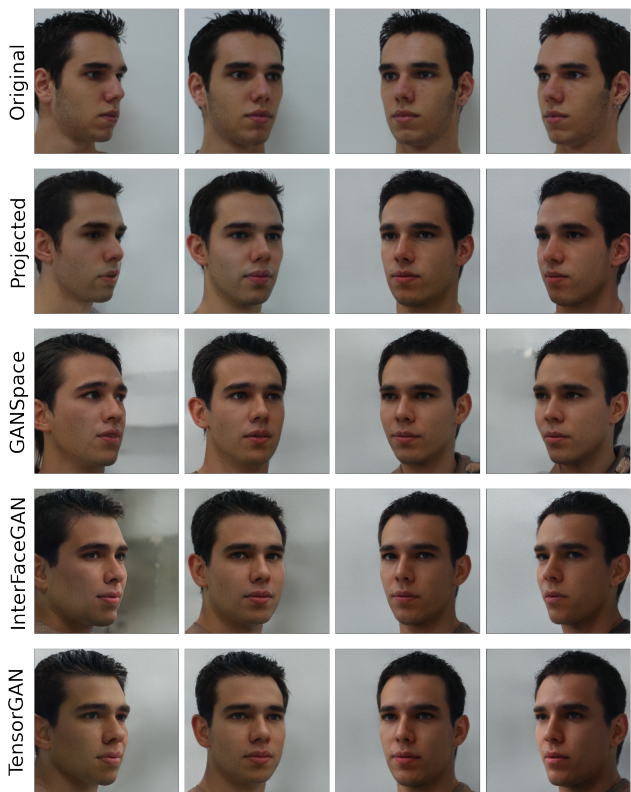 Original
Projected
GANSpace
InterFaceGAN
TensorGAN